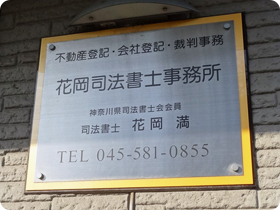 不動産登記・会社登記・裁判事務
花岡司法書士事務所
神奈川県司法書士会会員
司法書士 花岡 満
TEL 045-581-0855